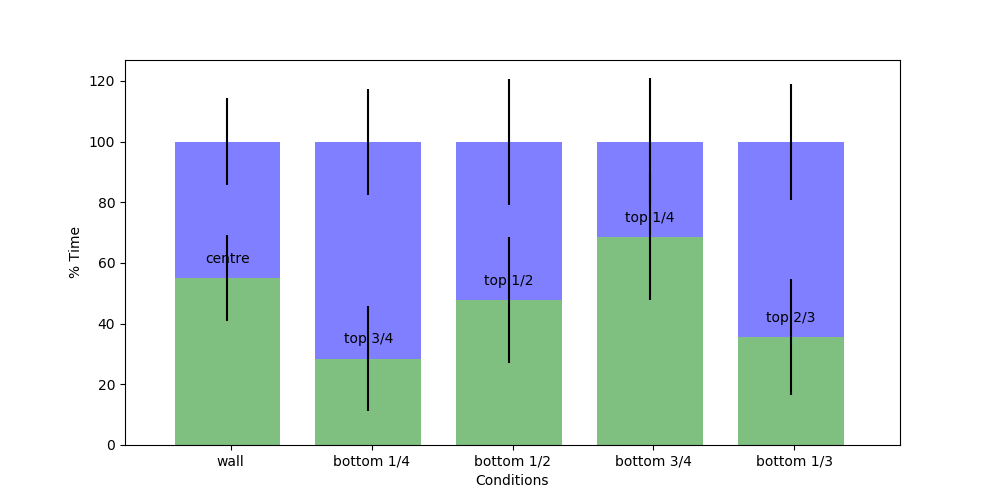 120
100
80
60
40
20
0
% Time
centre
top 3/4
top 1/2
top 1/4
top 2/3
wall
bottom 1/4
bottom 1/2
bottom 3/4
bottom 1/3
Conditions